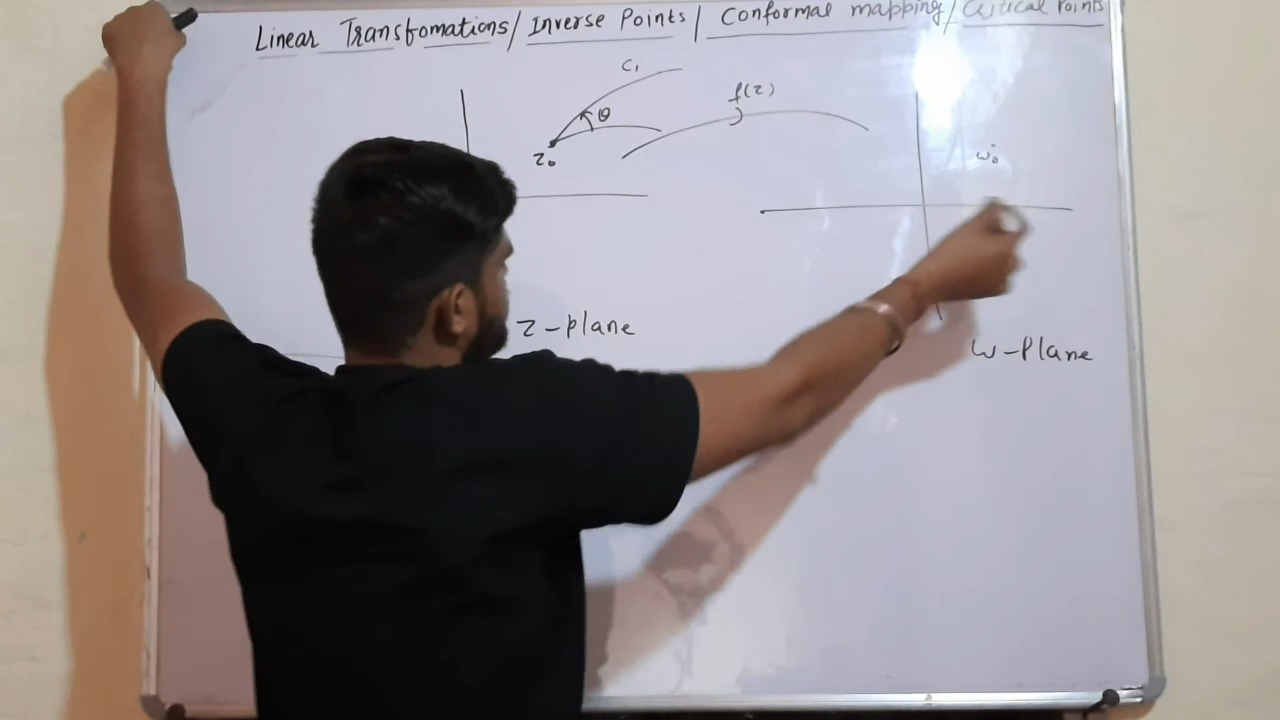 Linear Transfomations/ Inverse Points/ Conformal mapping/ Critical Points
C₁
f(z)
θ
z₀
w₀
z-plane
w-Plane